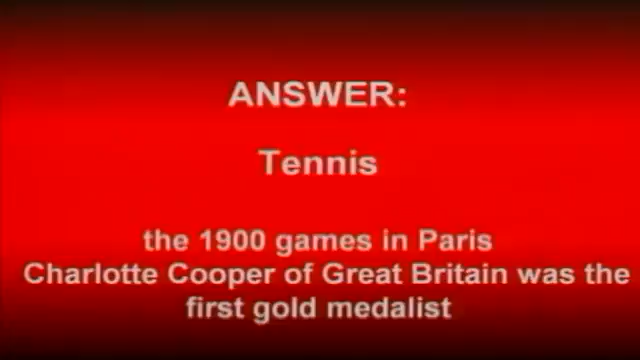 ANSWER:
Tennis
the 1900 games in Paris
Charlotte Cooper of Great Britain was the
first gold medalist